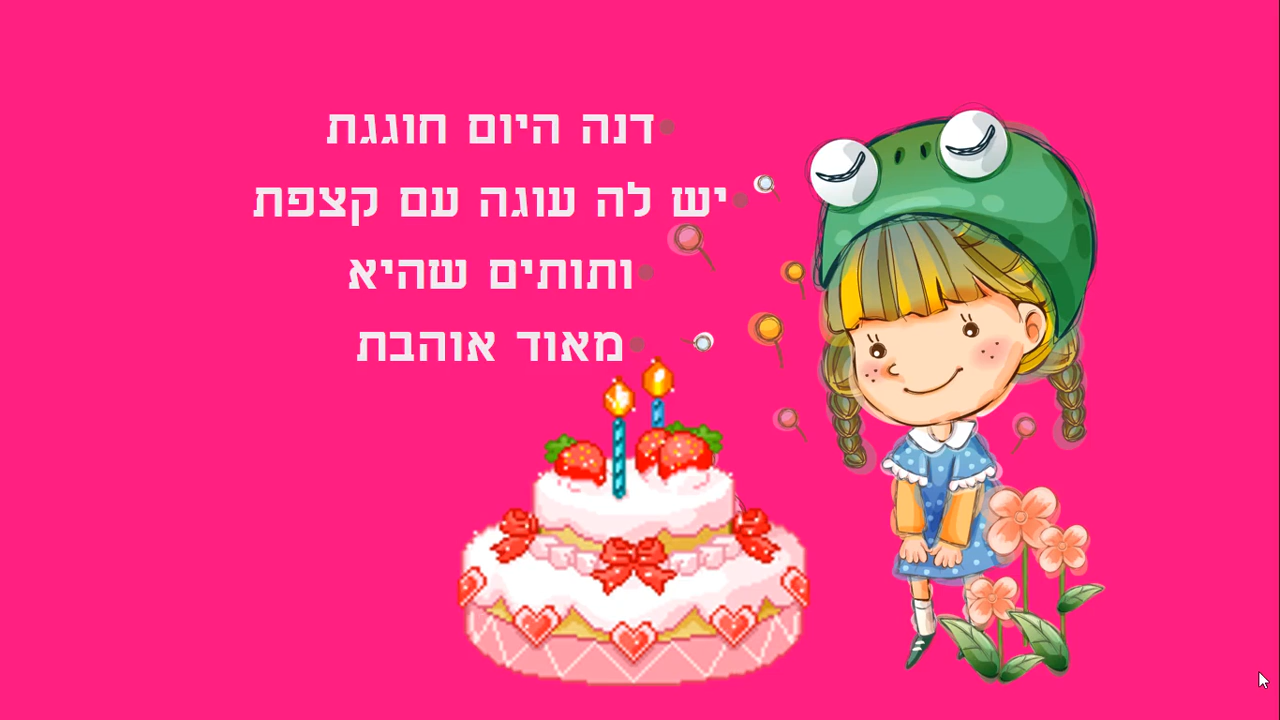 דנה היום חוגגת
יש לה עוגה עם קצפת
ותותים שהיא
מאוד אוהבת